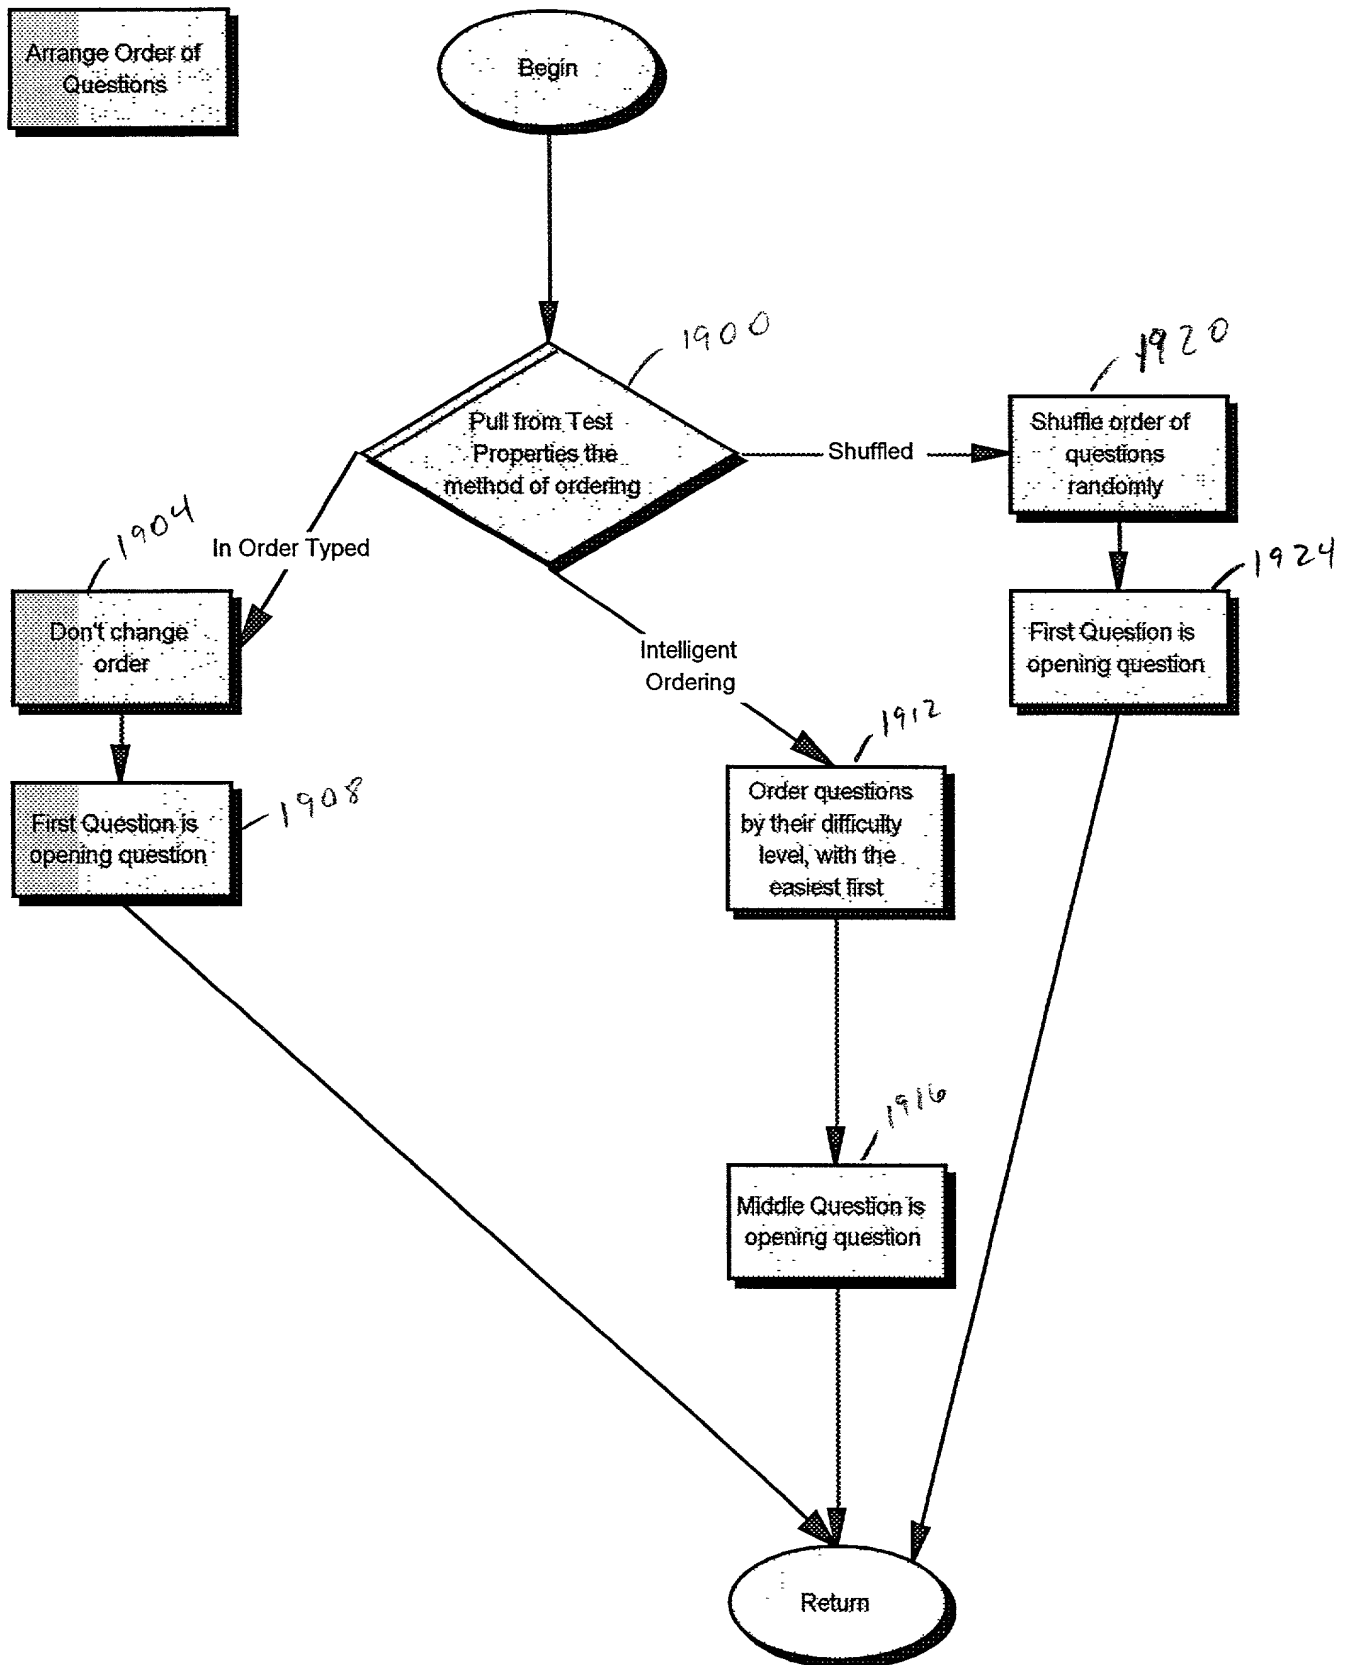 Arrange Order of
Questions
Begin
1900
Pull from Test
Properties the
method of ordering
Shuffled
1920
Shuffle order of
questions
randomly
1904
In Order Typed
1924
Don't change
order
Intelligent
Ordering
First Question is
opening question
1912
1908
First Question is
opening question
Order questions
by their difficulty
level, with the
easiest first
1916
Middle Question is
opening question
Return